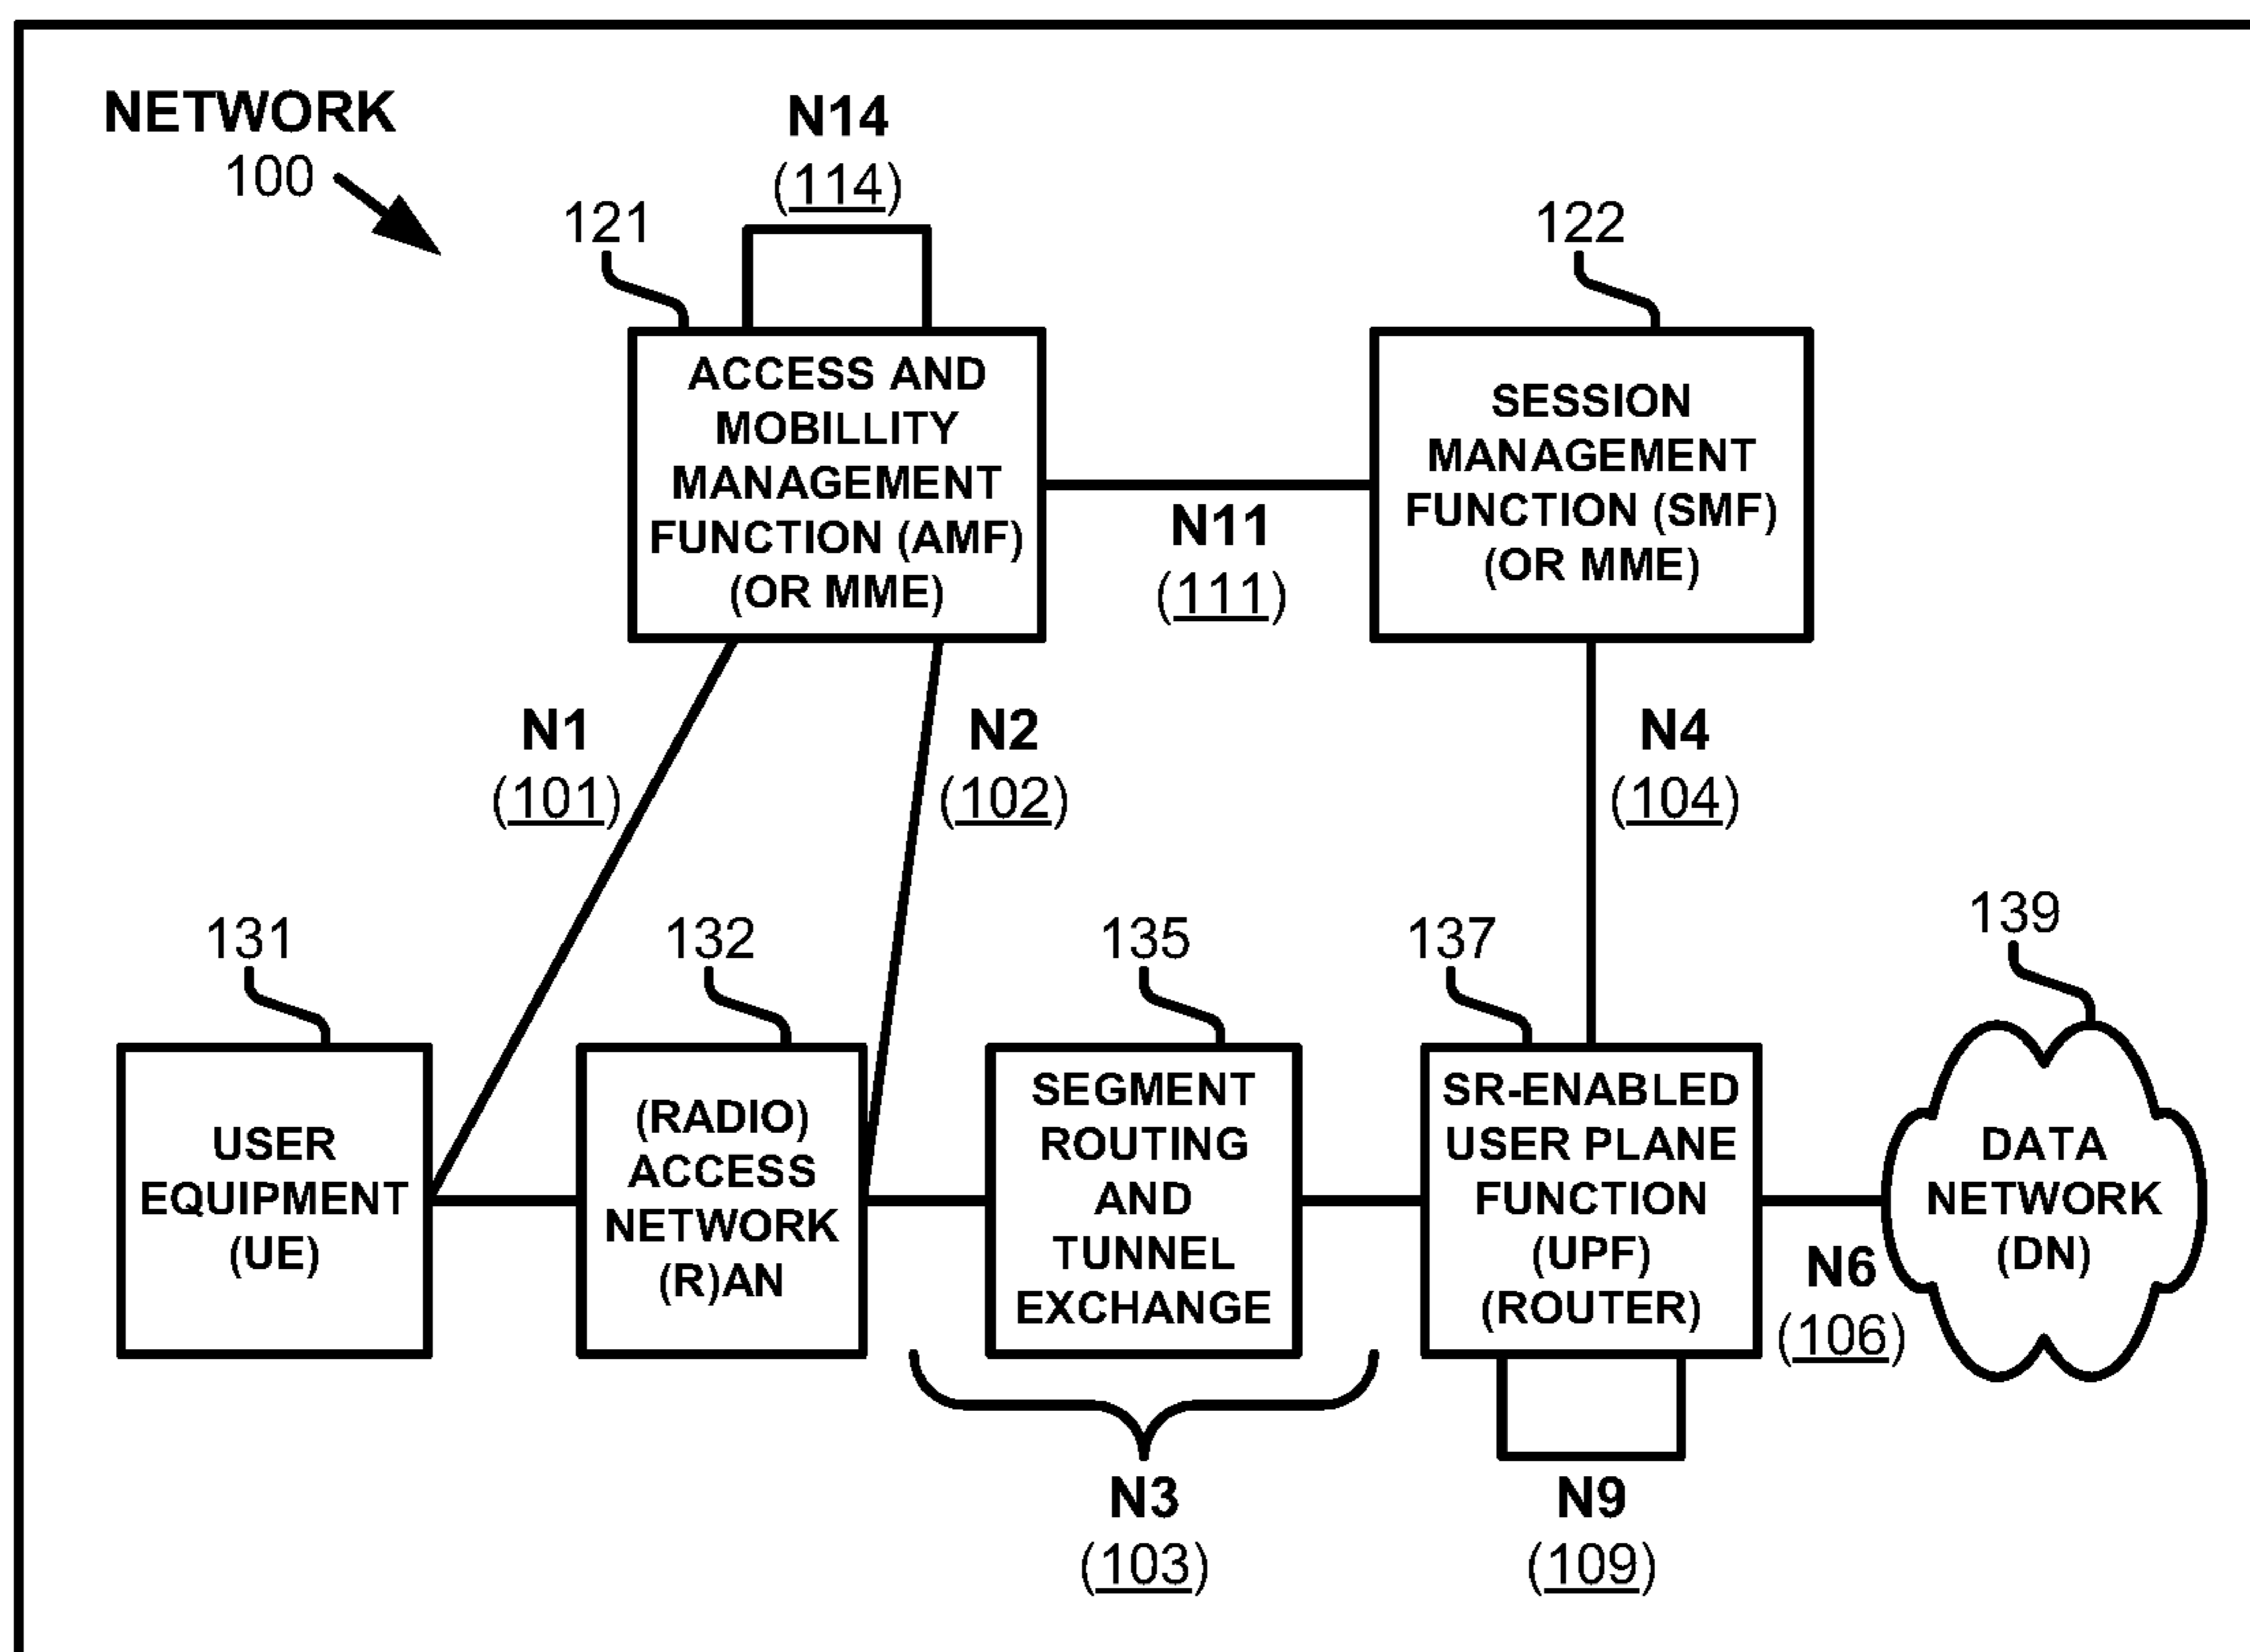 NETWORK
100
N14
(114)
121
122
ACCESS AND
MOBILLITY
MANAGEMENT
FUNCTION (AMF)
(OR MME)
SESSION
MANAGEMENT
FUNCTION (SMF)
(OR MME)
N11
(111)
N1
(101)
N2
(102)
N4
(104)
131
132
135
137
139
USER
EQUIPMENT
(UE)
(RADIO)
ACCESS
NETWORK
(R)AN
SEGMENT
ROUTING
AND
TUNNEL
EXCHANGE
SR-ENABLED
USER PLANE
FUNCTION
(UPF)
(ROUTER)
DATA
NETWORK
(DN)
N6
(106)
N3
(103)
N9
(109)